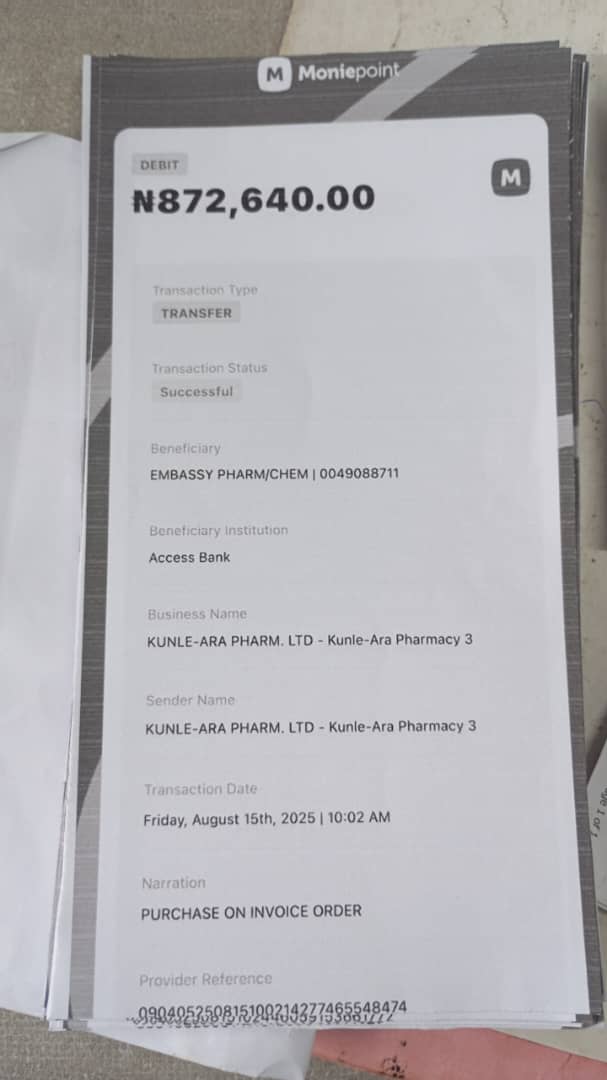 Moniepoint
DEBIT
₦872,640.00
M
Transaction Type
TRANSFER
Transaction Status
Successful
Beneficiary
EMBASSY PHARM/CHEM | 0049088711
Beneficiary Institution
Access Bank
Business Name
KUNLE-ARA PHARM. LTD - Kunle-Ara Pharmacy 3
Sender Name
KUNLE-ARA PHARM. LTD - Kunle-Ara Pharmacy 3
Transaction Date
Friday, August 15th, 2025 | 10:02 AM
Narration
PURCHASE ON INVOICE ORDER
Provider Reference
090405250815100214277465548474